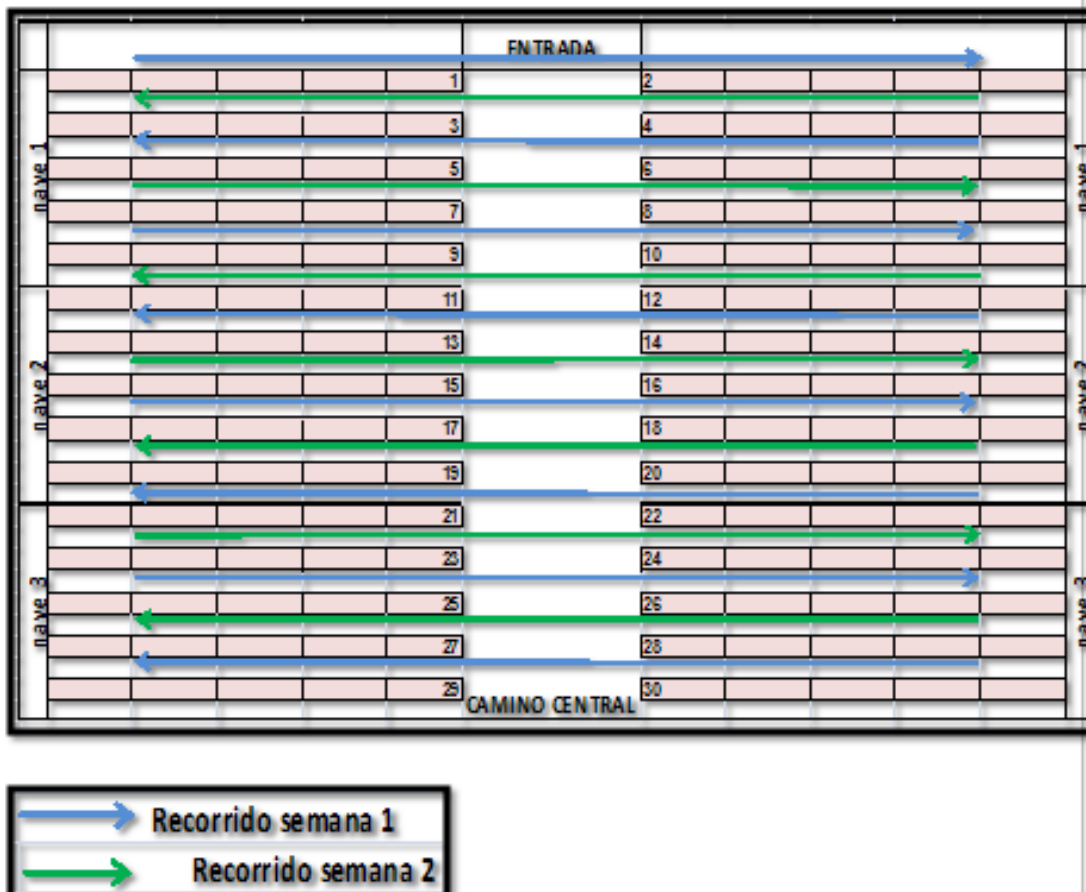 ENTRADA
nave 1
nave 1
1 2
3 4
5 6
7 8
9 10
nave 2
nave 2
11 12
13 14
15 16
17 18
19 20
nave 3
nave 3
21 22
23 24
25 26
27 28
29 30
CAMINO CENTRAL
Recorrido semana 1
Recorrido semana 2